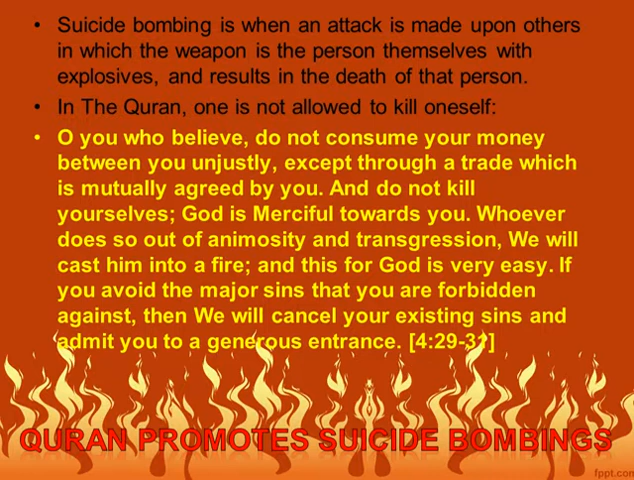 • Suicide bombing is when an attack is made upon others
in which the weapon is the person themselves with
explosives, and results in the death of that person.
• In The Quran, one is not allowed to kill oneself:
• O you who believe, do not consume your money
between you unjustly, except through a trade which
is mutually agreed by you. And do not kill
yourselves; God is Merciful towards you. Whoever
does so out of animosity and transgression, We will
cast him into a fire; and this for God is very easy. If
you avoid the major sins that you are forbidden
against, then We will cancel your existing sins and
admit you to a generous entrance. [4:29-31]
QURAN PROMOTES SUICIDE BOMBINGS
fppt.com